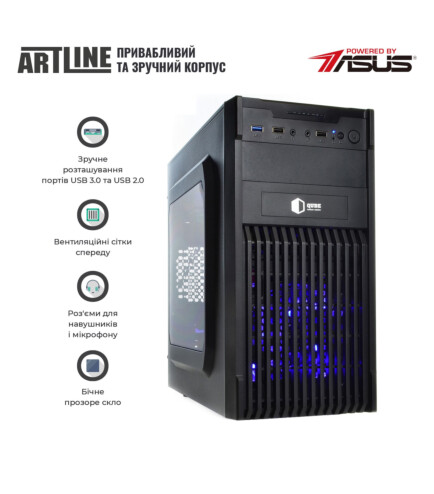 ARTLINE
ПРИВАБЛИВИЙ
ТА ЗРУЧНИЙ КОРПУС
POWERED BY
ASUS
Зручне
розташування
портів USB 3.0 та USB 2.0
Вентиляційні сітки
спереду
Роз'єми для
навушників
і мікрофону
Бічне
прозоре скло
qube